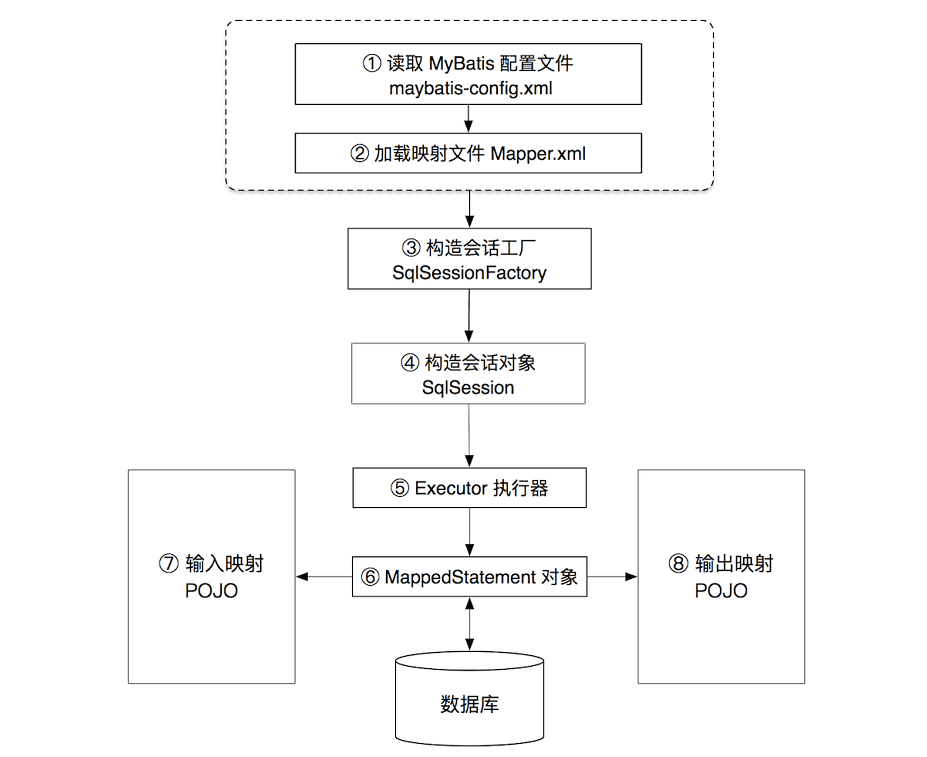 ① 读取 MyBatis 配置文件
maybatis-config.xml
② 加载映射文件 Mapper.xml
③ 构造会话工厂
SqlSessionFactory
④ 构造会话对象
SqlSession
⑤ Executor 执行器
⑦ 输入映射
POJO
⑥ MappedStatement 对象
⑧ 输出映射
POJO
数据库